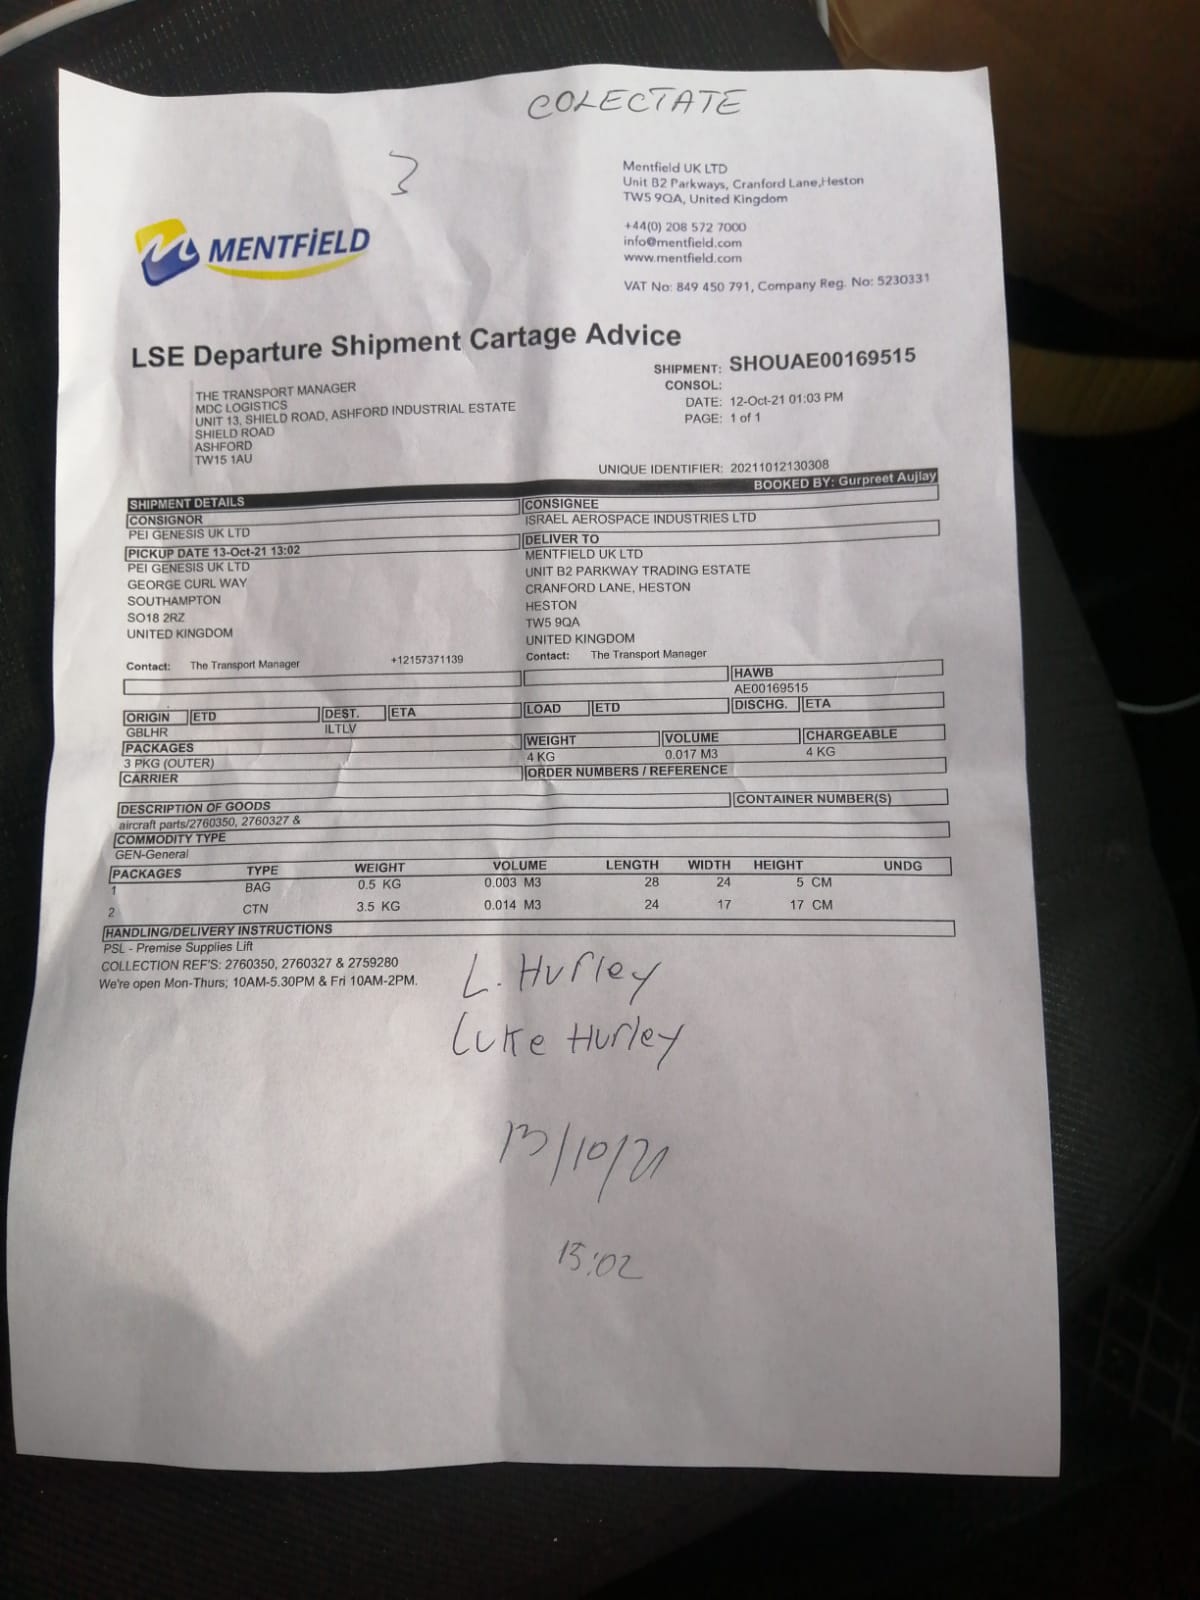 COLECTATE
3
MENTFiELD
Mentfield UK LTD
Unit B2 Parkways, Cranford Lane,Heston
TW5 9QA, United Kingdom
+44(0) 208 572 7000
info@mentfield.com
www.mentfield.com
VAT No: 849 450 791, Company Reg. No: 5230331
LSE Departure Shipment Cartage Advice
SHIPMENT: SHOUAE00169515
CONSOL:
DATE: 12-Oct-21 01:03 PM
PAGE: 1 of 1
THE TRANSPORT MANAGER
MDC LOGISTICS
UNIT 13, SHIELD ROAD, ASHFORD INDUSTRIAL ESTATE
SHIELD ROAD
ASHFORD
TW15 1AU
UNIQUE IDENTIFIER: 20211012130308
BOOKED BY: Gurpreet Aujlay
SHIPMENT DETAILS
CONSIGNOR
PEI GENESIS UK LTD
PICKUP DATE 13-Oct-21 13:02
PEI GENESIS UK LTD
GEORGE CURL WAY
SOUTHAMPTON
SO18 2RZ
UNITED KINGDOM
Contact: The Transport Manager +12157371139
CONSIGNEE
ISRAEL AEROSPACE INDUSTRIES LTD
DELIVER TO
MENTFIELD UK LTD
UNIT B2 PARKWAY TRADING ESTATE
CRANFORD LANE, HESTON
HESTON
TW5 9QA
UNITED KINGDOM
Contact: The Transport Manager
HAWB
AE00169515
ORIGIN ETD DEST. ETA LOAD ETD DISCHG. ETA
GBLHR ILTLV
PACKAGES WEIGHT VOLUME CHARGEABLE
3 PKG (OUTER) 4 KG 0.017 M3 4 KG
CARRIER ORDER NUMBERS / REFERENCE
DESCRIPTION OF GOODS CONTAINER NUMBER(S)
aircraft parts/2760350, 2760327 &
COMMODITY TYPE
GEN-General
PACKAGES TYPE WEIGHT VOLUME LENGTH WIDTH HEIGHT UNDG
1 BAG 0.5 KG 0.003 M3 28 24 5 CM
2 CTN 3.5 KG 0.014 M3 24 17 17 CM
HANDLING/DELIVERY INSTRUCTIONS
PSL - Premise Supplies Lift
COLLECTION REF'S: 2760350, 2760327 & 2759280
We're open Mon-Thurs; 10AM-5.30PM & Fri 10AM-2PM.
L. Hurley
Luke Hurley
13/10/21
15:02